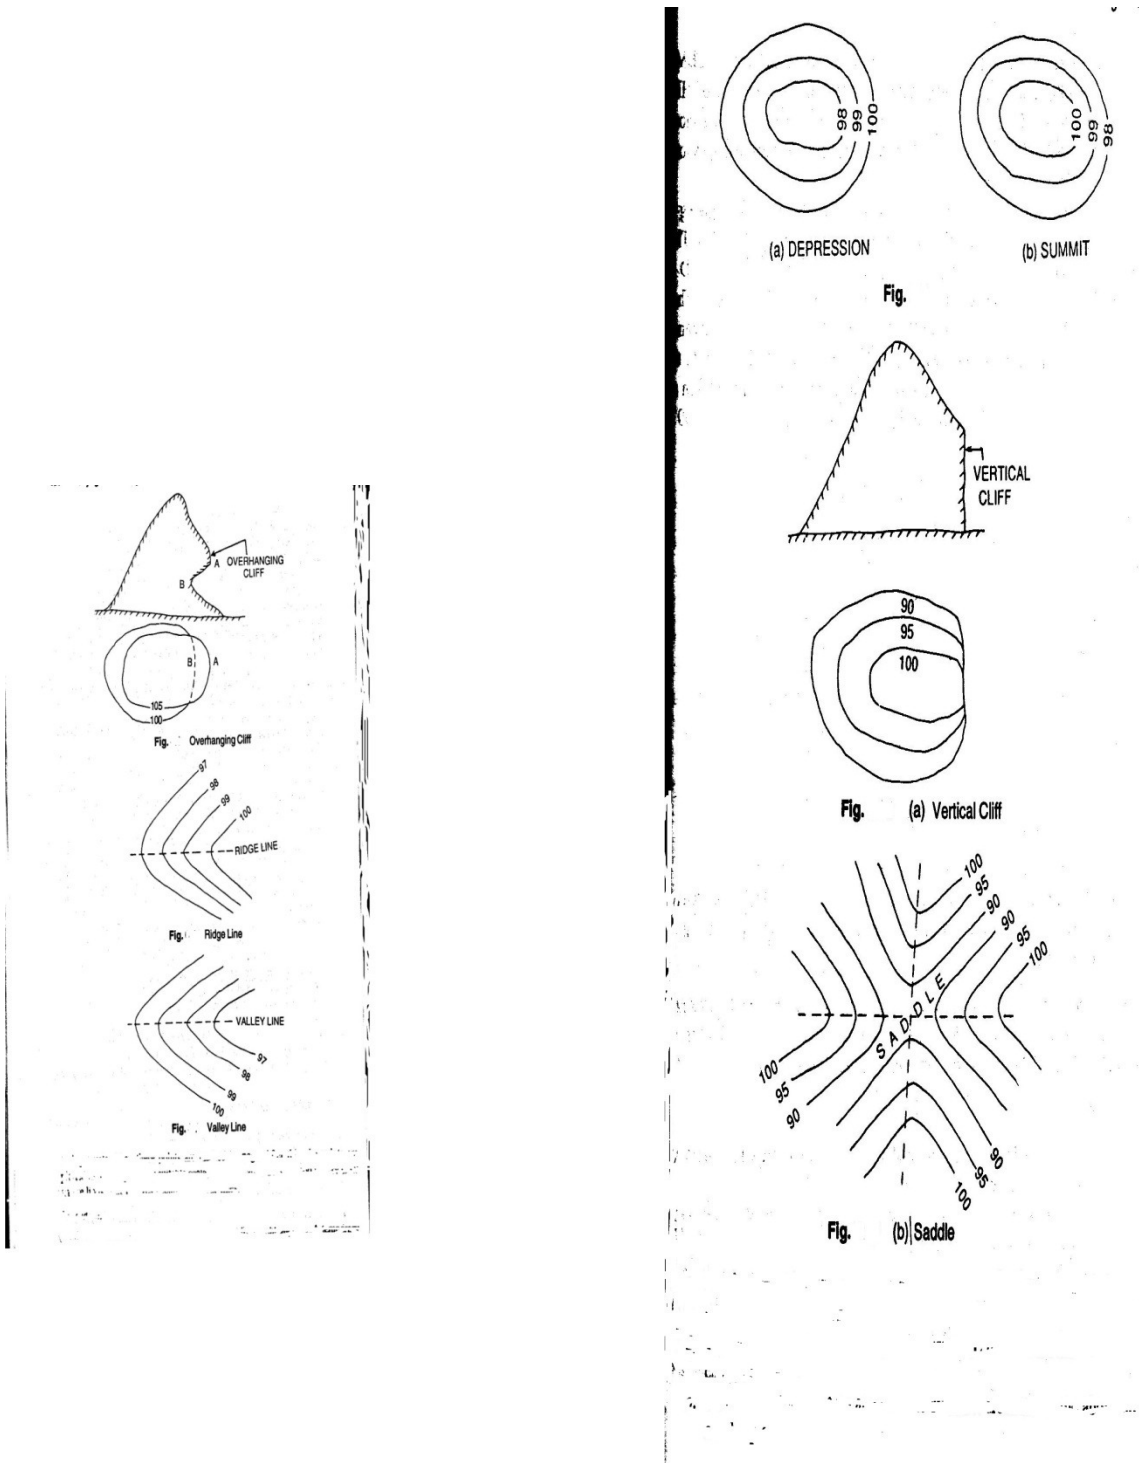 OVERHANGING
CLIFF
A
B
B
A
105
100
Fig. Overhanging Cliff
97
98
99
100
RIDGE LINE
Fig. Ridge Line
VALLEY LINE
97
98
99
100
Fig. Valley Line
98
99
100
100
99
98
(a) DEPRESSION
(b) SUMMIT
Fig.
VERTICAL
CLIFF
90
95
100
Fig. (a) Vertical Cliff
100
95
90
90
95
100
SADDLE
100
95
90
90
95
100
Fig. (b) Saddle